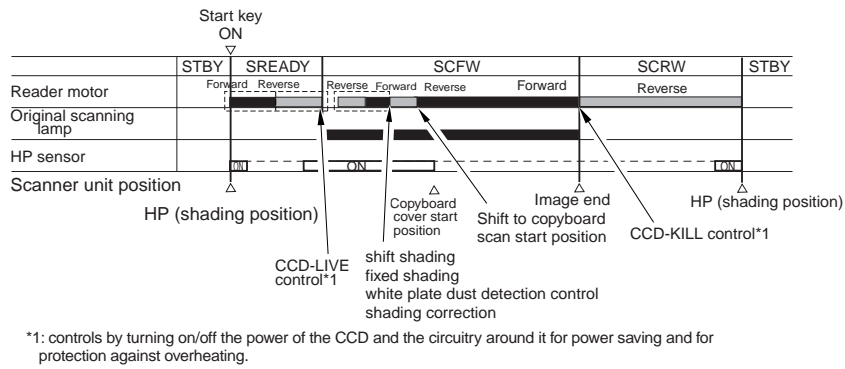 Start key
ON
STBY SREADY SCFW SCRW STBY
Reader motor Forward Reverse Reverse Forward Reverse Forward Reverse
Original scanning
lamp
HP sensor ON ON ON
Scanner unit position
HP (shading position)
Copyboard
cover start
position
Image end
HP (shading position)
Shift to copyboard
scan start position
CCD-KILL control*1
CCD-LIVE
control*1
shift shading
fixed shading
white plate dust detection control
shading correction
*1: controls by turning on/off the power of the CCD and the circuitry around it for power saving and for
protection against overheating.